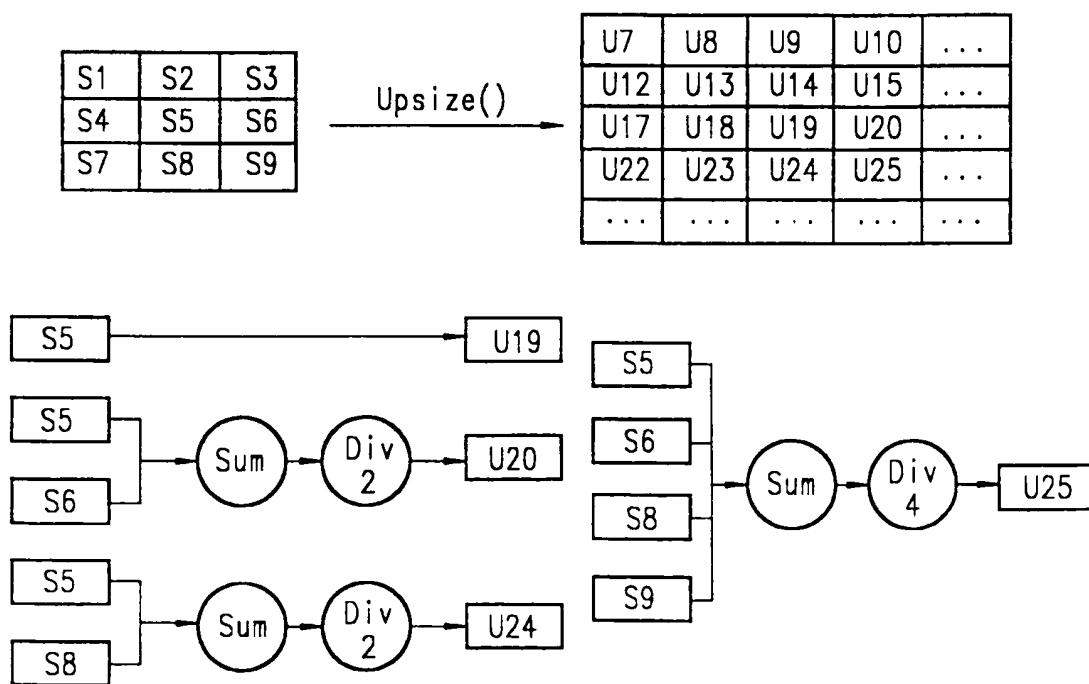 S1 S2 S3
S4 S5 S6
S7 S8 S9
Upsize()
U7 U8 U9 U10 ...
U12 U13 U14 U15 ...
U17 U18 U19 U20 ...
U22 U23 U24 U25 ...
... ... ... ... ...
S5
U19
S5
S6
Sum
Div
2
U20
S5
S8
Sum
Div
2
U24
S5
S6
S8
S9
Sum
Div
4
U25